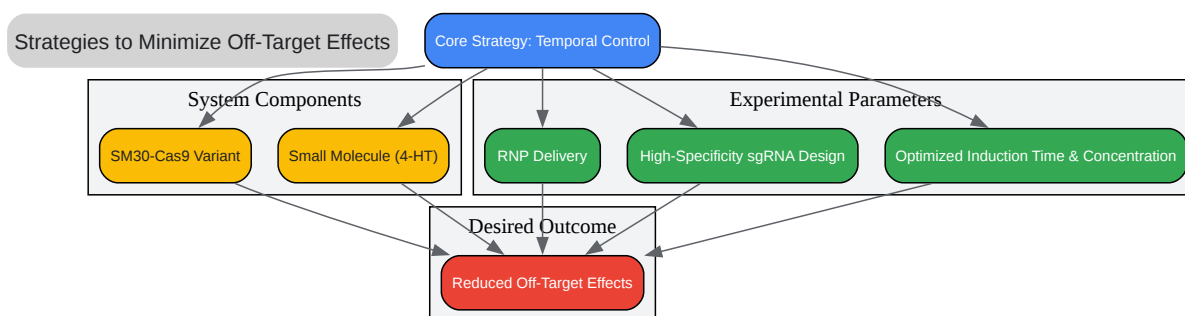 Strategies to Minimize Off-Target Effects
Core Strategy: Temporal Control
System Components
Experimental Parameters
SM30-Cas9 Variant
Small Molecule (4-HT)
RNP Delivery
High-Specificity sgRNA Design
Optimized Induction Time & Concentration
Desired Outcome
Reduced Off-Target Effects